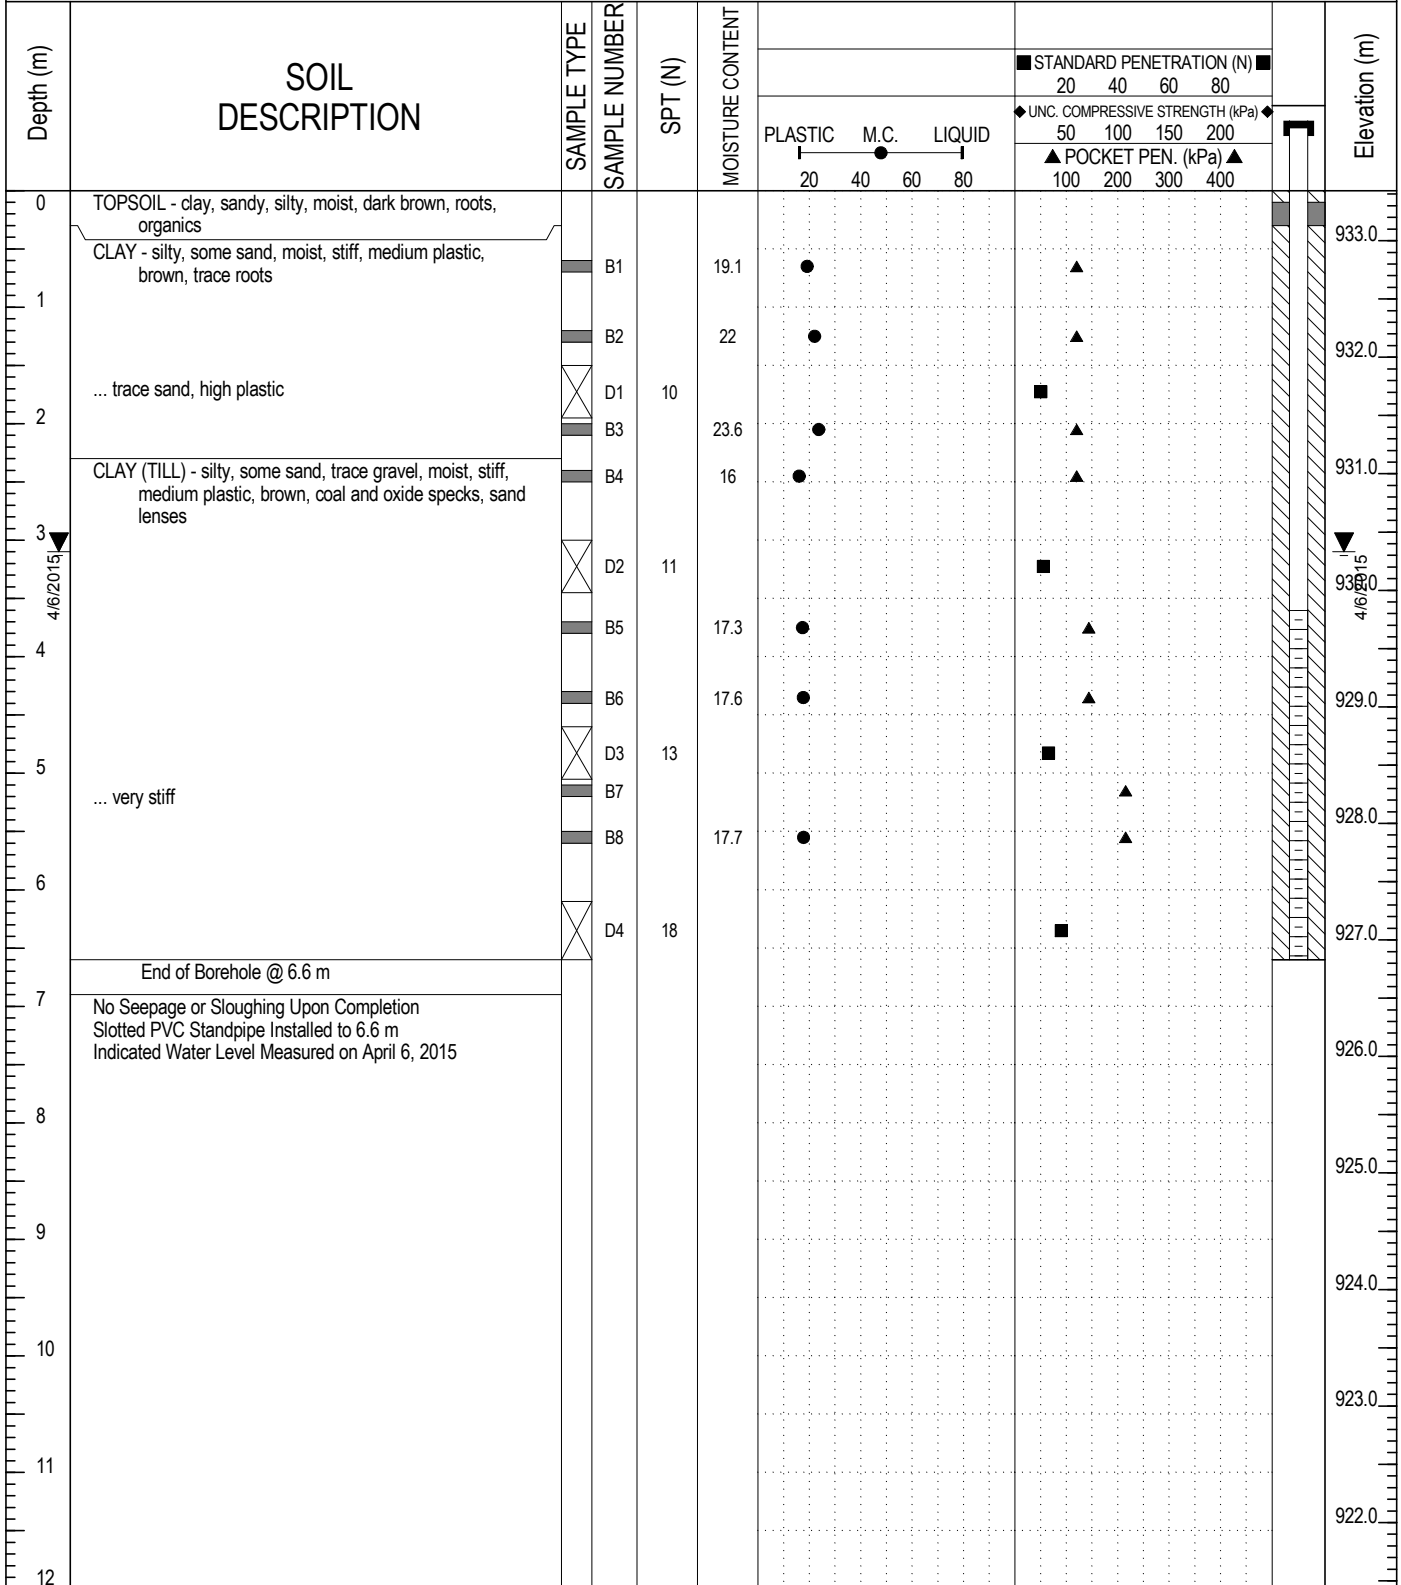 Depth (m)
SOIL
DESCRIPTION
SAMPLE TYPE
SAMPLE NUMBER
SPT (N)
MOISTURE CONTENT
PLASTIC M.C. LIQUID
20 40 60 80
STANDARD PENETRATION (N)
20 40 60 80
UNC. COMPRESSIVE STRENGTH (kPa)
50 100 150 200
POCKET PEN. (kPa)
100 200 300 400
Elevation (m)
0
TOPSOIL - clay, sandy, silty, moist, dark brown, roots,
organics
933.0
CLAY - silty, some sand, moist, stiff, medium plastic,
brown, trace roots
B1 19.1
1
B2 22
932.0
... trace sand, high plastic
D1 10
2
B3 23.6
CLAY (TILL) - silty, some sand, trace gravel, moist, stiff,
medium plastic, brown, coal and oxide specks, sand
lenses
B4 16
931.0
3
4/6/2015
D2 11
930.0
4/6/2015
B5 17.3
4
B6 17.6
929.0
D3 13
5
B7
... very stiff
928.0
B8 17.7
6
D4 18
927.0
End of Borehole @ 6.6 m
7
No Seepage or Sloughing Upon Completion
Slotted PVC Standpipe Installed to 6.6 m
Indicated Water Level Measured on April 6, 2015
926.0
8
925.0
9
924.0
10
923.0
11
922.0
12